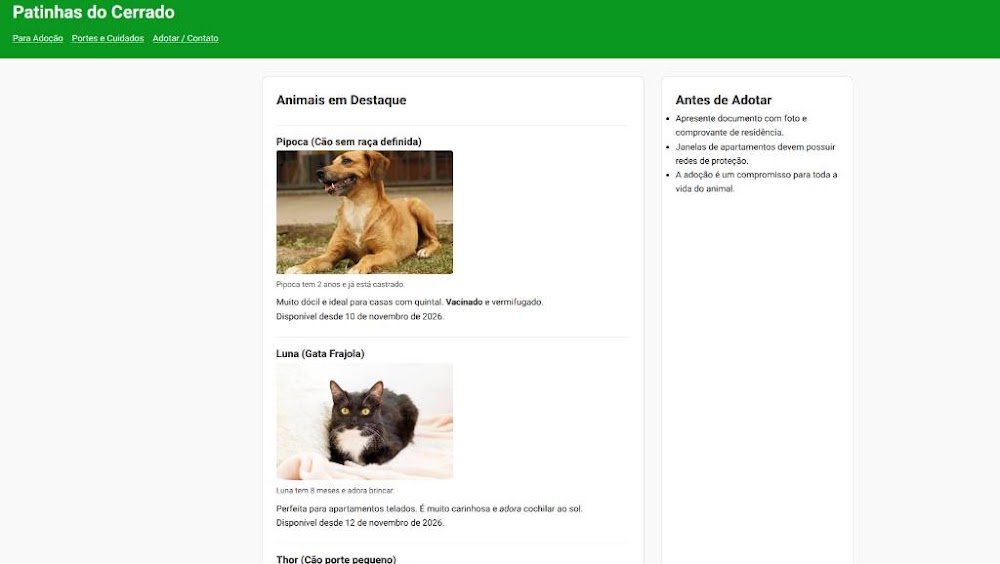 Patinhas do Cerrado
Para Adoção Portes e Cuidados Adotar / Contato
Animais em Destaque
Pipoca (Cão sem raça definida)
Pipoca tem 2 anos e já está castrado.
Muito dócil e ideal para casas com quintal. Vacinado e vermifugado.
Disponível desde 10 de novembro de 2026.
Luna (Gata Frajola)
Luna tem 8 meses e adora brincar.
Perfeita para apartamentos telados. É muito carinhosa e adora cochilar ao sol.
Disponível desde 12 de novembro de 2026.
Thor (Cão porte pequeno)
Antes de Adotar
Apresente documento com foto e
comprovante de residência.
Janelas de apartamentos devem possuir
redes de proteção.
A adoção é um compromisso para toda a
vida do animal.